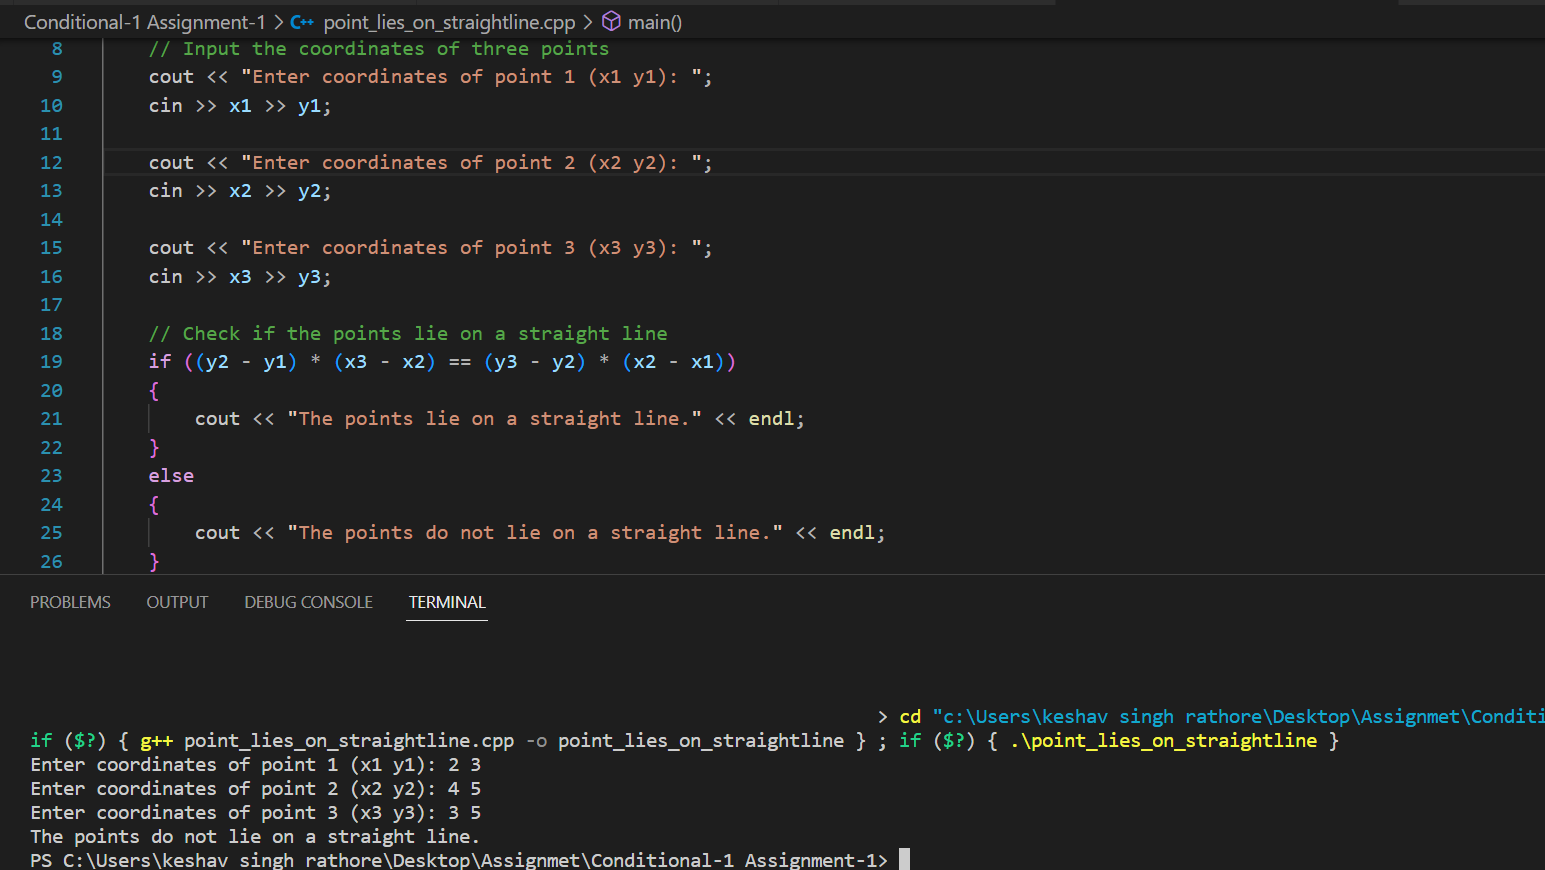 Conditional-1 Assignment-1 > C++ point_lies_on_straightline.cpp > main()
8 // Input the coordinates of three points
9 cout << "Enter coordinates of point 1 (x1 y1): ";
10 cin >> x1 >> y1;
11
12 cout << "Enter coordinates of point 2 (x2 y2): ";
13 cin >> x2 >> y2;
14
15 cout << "Enter coordinates of point 3 (x3 y3): ";
16 cin >> x3 >> y3;
17
18 // Check if the points lie on a straight line
19 if ((y2 - y1) * (x3 - x2) == (y3 - y2) * (x2 - x1))
20 {
21 cout << "The points lie on a straight line." << endl;
22 }
23 else
24 {
25 cout << "The points do not lie on a straight line." << endl;
26 }
PROBLEMS OUTPUT DEBUG CONSOLE TERMINAL
> cd "c:\Users\keshav singh rathore\Desktop\Assignmet\Conditi
if ($?) { g++ point_lies_on_straightline.cpp -o point_lies_on_straightline } ; if ($?) { .\point_lies_on_straightline }
Enter coordinates of point 1 (x1 y1): 2 3
Enter coordinates of point 2 (x2 y2): 4 5
Enter coordinates of point 3 (x3 y3): 3 5
The points do not lie on a straight line.
PS C:\Users\keshav singh rathore\Desktop\Assignmet\Conditional-1 Assignment-1>